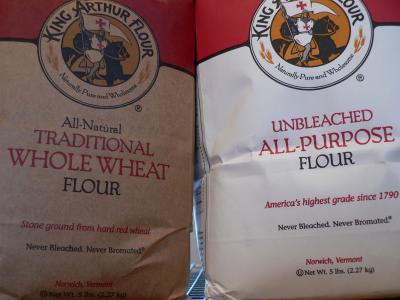 KING ARTHUR FLOUR
Naturally Pure and Wholesome
®
All-Natural
TRADITIONAL
WHOLE WHEAT
FLOUR
Stone ground from hard red wheat
Never Bleached. Never Bromated.®
Norwich, Vermont
Ⓤ Net Wt. 5 lbs. (2.27 kg)
KING ARTHUR FLOUR
Naturally Pure and Wholesome
®
UNBLEACHED
ALL-PURPOSE
FLOUR
America's highest grade since 1790
Never Bleached. Never Bromated.®
Norwich, Vermont
Ⓤ Net Wt. 5 lbs. (2.27 kg)